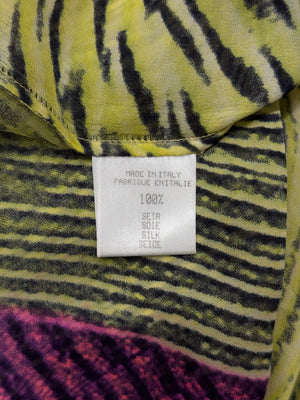 MADE IN ITALY
FABRIQUE EN ITALIE
100%
SETA
SOIE
SILK
SEIDE